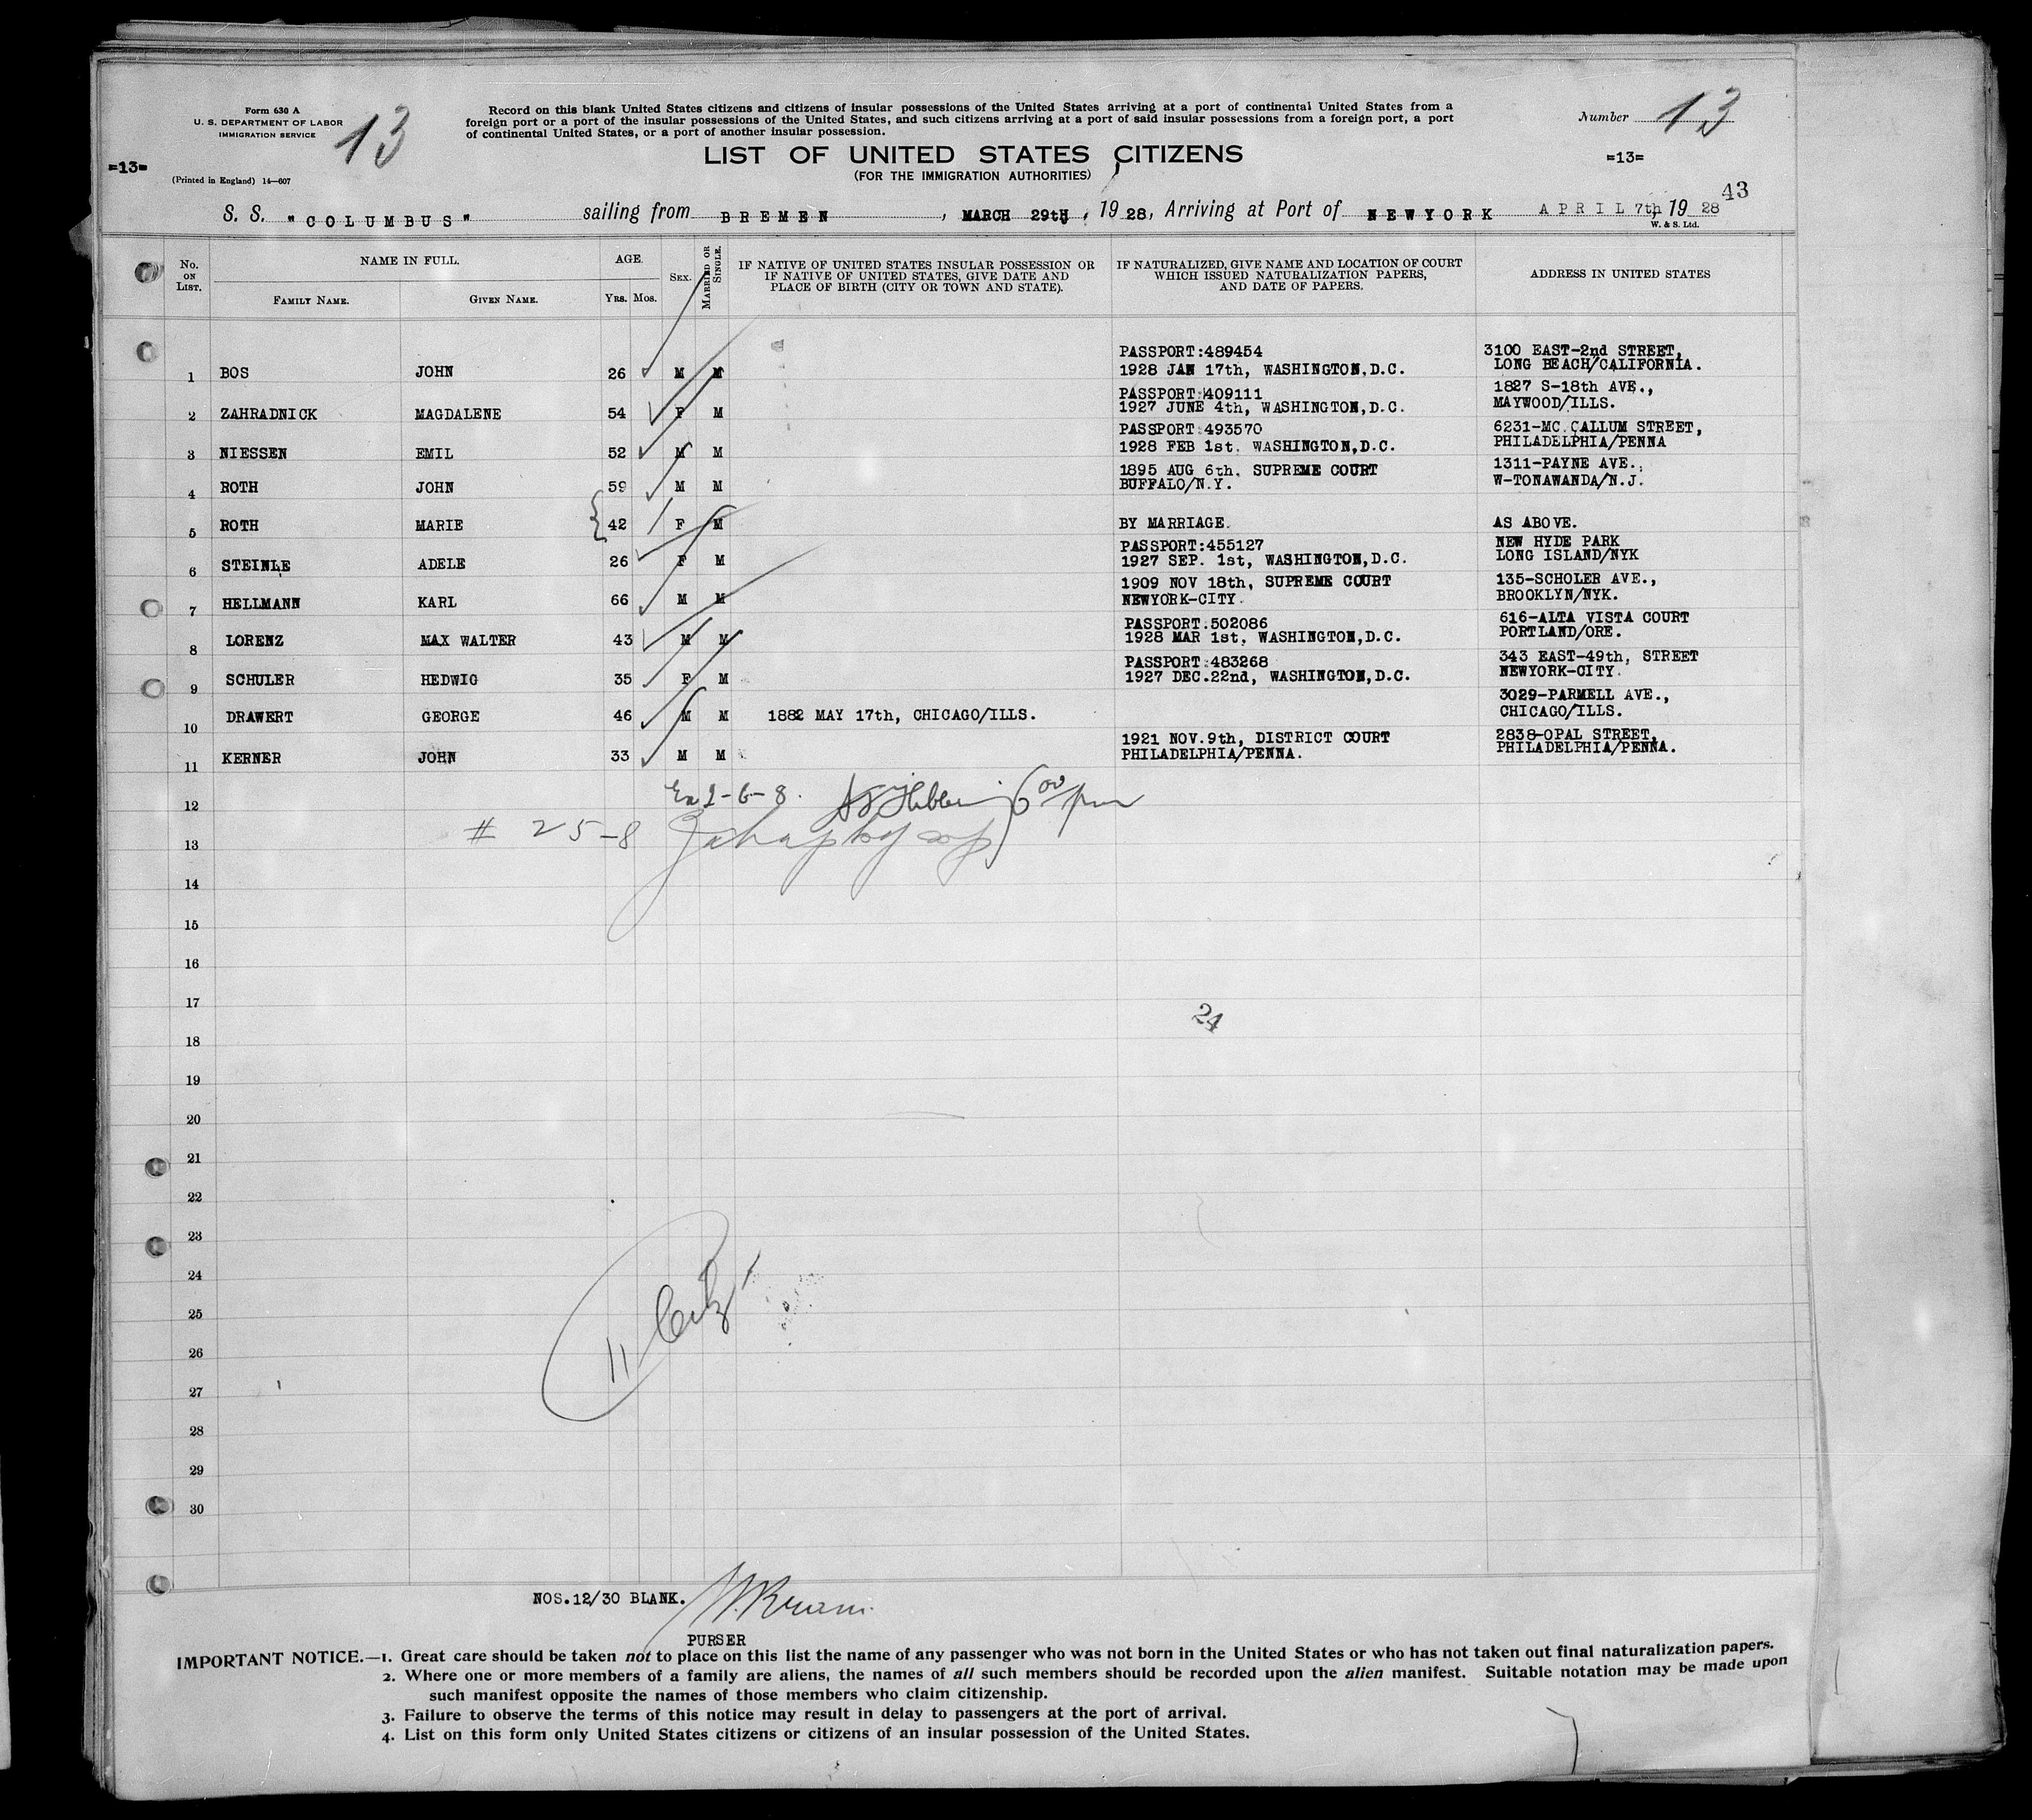 Form 630 A
U. S. DEPARTMENT OF LABOR
IMMIGRATION SERVICE
13
=13=
(Printed in England) 14—607
Record on this blank United States citizens and citizens of insular possessions of the United States arriving at a port of continental United States from a
foreign port or a port of the insular possessions of the United States, and such citizens arriving at a port of said insular possessions from a foreign port, a port
of continental United States, or a port of another insular possession.
Number 13
=13=
LIST OF UNITED STATES CITIZENS
(FOR THE IMMIGRATION AUTHORITIES)
43
S. S. "COLUMBUS" sailing from BREMEN, MARCH 29tH, 1928, Arriving at Port of NEWYORK APRIL 7th, 1928
W. & S. Ltd.
No. ON LIST. NAME IN FULL. AGE. SEX. MARRIED OR SINGLE. IF NATIVE OF UNITED STATES INSULAR POSSESSION OR IF NATIVE OF UNITED STATES, GIVE DATE AND PLACE OF BIRTH (CITY OR TOWN AND STATE). IF NATURALIZED, GIVE NAME AND LOCATION OF COURT WHICH ISSUED NATURALIZATION PAPERS, AND DATE OF PAPERS. ADDRESS IN UNITED STATES
FAMILY NAME. GIVEN NAME. YRS. MOS.
PASSPORT:489454 3100 EAST-2nd STREET,
1 BOS JOHN 26 M M 1928 JAN 17th, WASHINGTON,D.C. LONG BEACH/CALIFORNIA.
PASSPORT:409111 1827 S-18th AVE.,
2 ZAHRADNICK MAGDALENE 54 F M 1927 JUNE 4th, WASHINGTON,D.C. MAYWOOD/ILLS.
PASSPORT:493570 6231-MC.CALLUM STREET,
3 NIESSEN EMIL 52 M M 1928 FEB 1st. WASHINGTON,D.C. PHILADELPHIA/PENNA
1895 AUG 6th. SUPREME COURT 1311-PAYNE AVE.,
4 ROTH JOHN 59 M M BUFFALO/N.Y. W-TONAWANDA/N.J.
5 ROTH MARIE 42 F M BY MARRIAGE. AS ABOVE.
PASSPORT:455127 NEW HYDE PARK
6 STEINLE ADELE 26 F M 1927 SEP. 1st, WASHINGTON,D.C. LONG ISLAND/NYK
1909 NOV 18th, SUPREME COURT 135-SCHOLER AVE.,
7 HELLMANN KARL 66 M M NEWYORK-CITY. BROOKLYN/NYK.
PASSPORT:502086 616-ALTA VISTA COURT
8 LORENZ MAX WALTER 43 M M 1928 MAR 1st, WASHINGTON,D.C. PORTLAND/ORE.
PASSPORT:483268 343 EAST-49th, STREET
9 SCHULER HEDWIG 35 F M 1927 DEC.22nd, WASHINGTON,D.C. NEWYORK-CITY.
3029-PARMELL AVE.,
10 DRAWERT GEORGE 46 M M 1882 MAY 17th, CHICAGO/ILLS. CHICAGO/ILLS.
1921 NOV.9th, DISTRICT COURT 2838-OPAL STREET,
11 KERNER JOHN 33 M M PHILADELPHIA/PENNA. PHILADELPHIA/PENNA.
12
# 25-8
13
14
15
16
17
24
18
19
20
21
22
23
24
25
11 Citz
26
27
28
29
30
NOS.12/30 BLANK.
PURSER
IMPORTANT NOTICE.—1. Great care should be taken not to place on this list the name of any passenger who was not born in the United States or who has not taken out final naturalization papers.
2. Where one or more members of a family are aliens, the names of all such members should be recorded upon the alien manifest. Suitable notation may be made upon
such manifest opposite the names of those members who claim citizenship.
3. Failure to observe the terms of this notice may result in delay to passengers at the port of arrival.
4. List on this form only United States citizens or citizens of an insular possession of the United States.